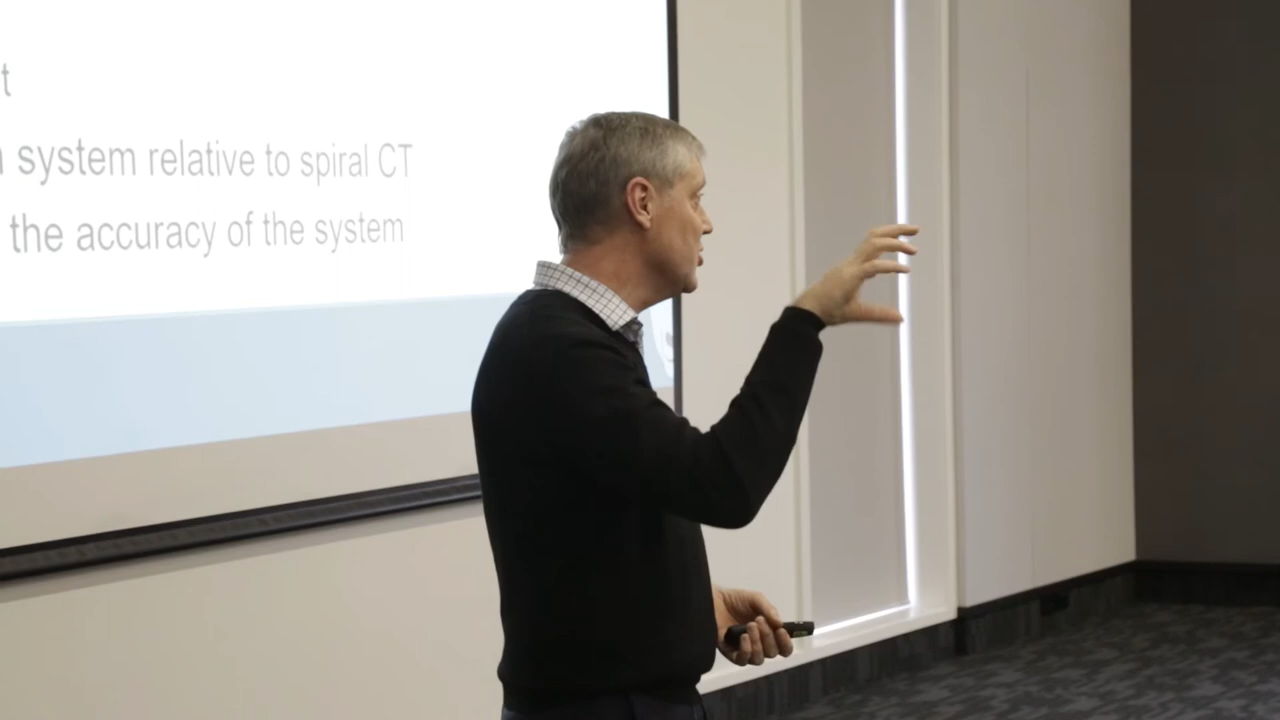 system relative to spiral CT
the accuracy of the system